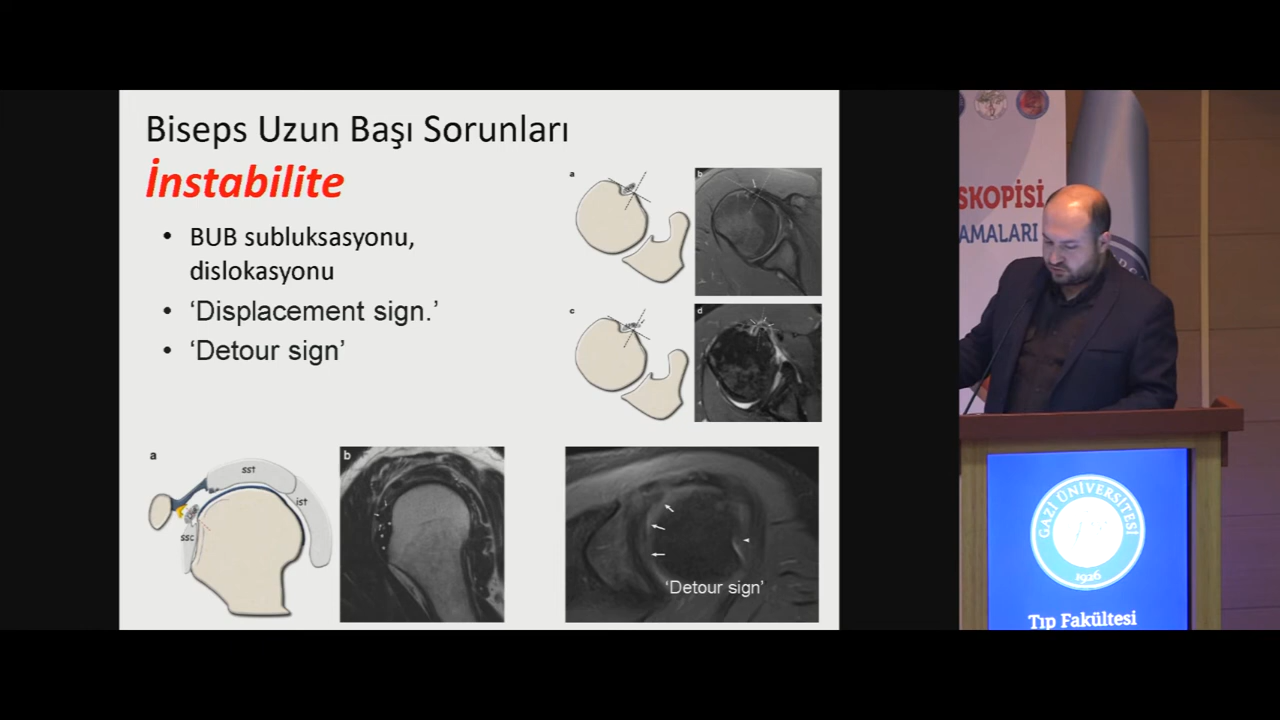 Biseps Uzun Başı Sorunları
İnstabilite
• BUB subluksasyonu,
dislokasyonu
• ‘Displacement sign.’
• ‘Detour sign’
a
b
c
d
a
sst
ist
ssc
b
‘Detour sign’
SKOPİSİ
AMALARI
GAZİ ÜNİVERSİTESİ
1926
Tıp Fakültesi